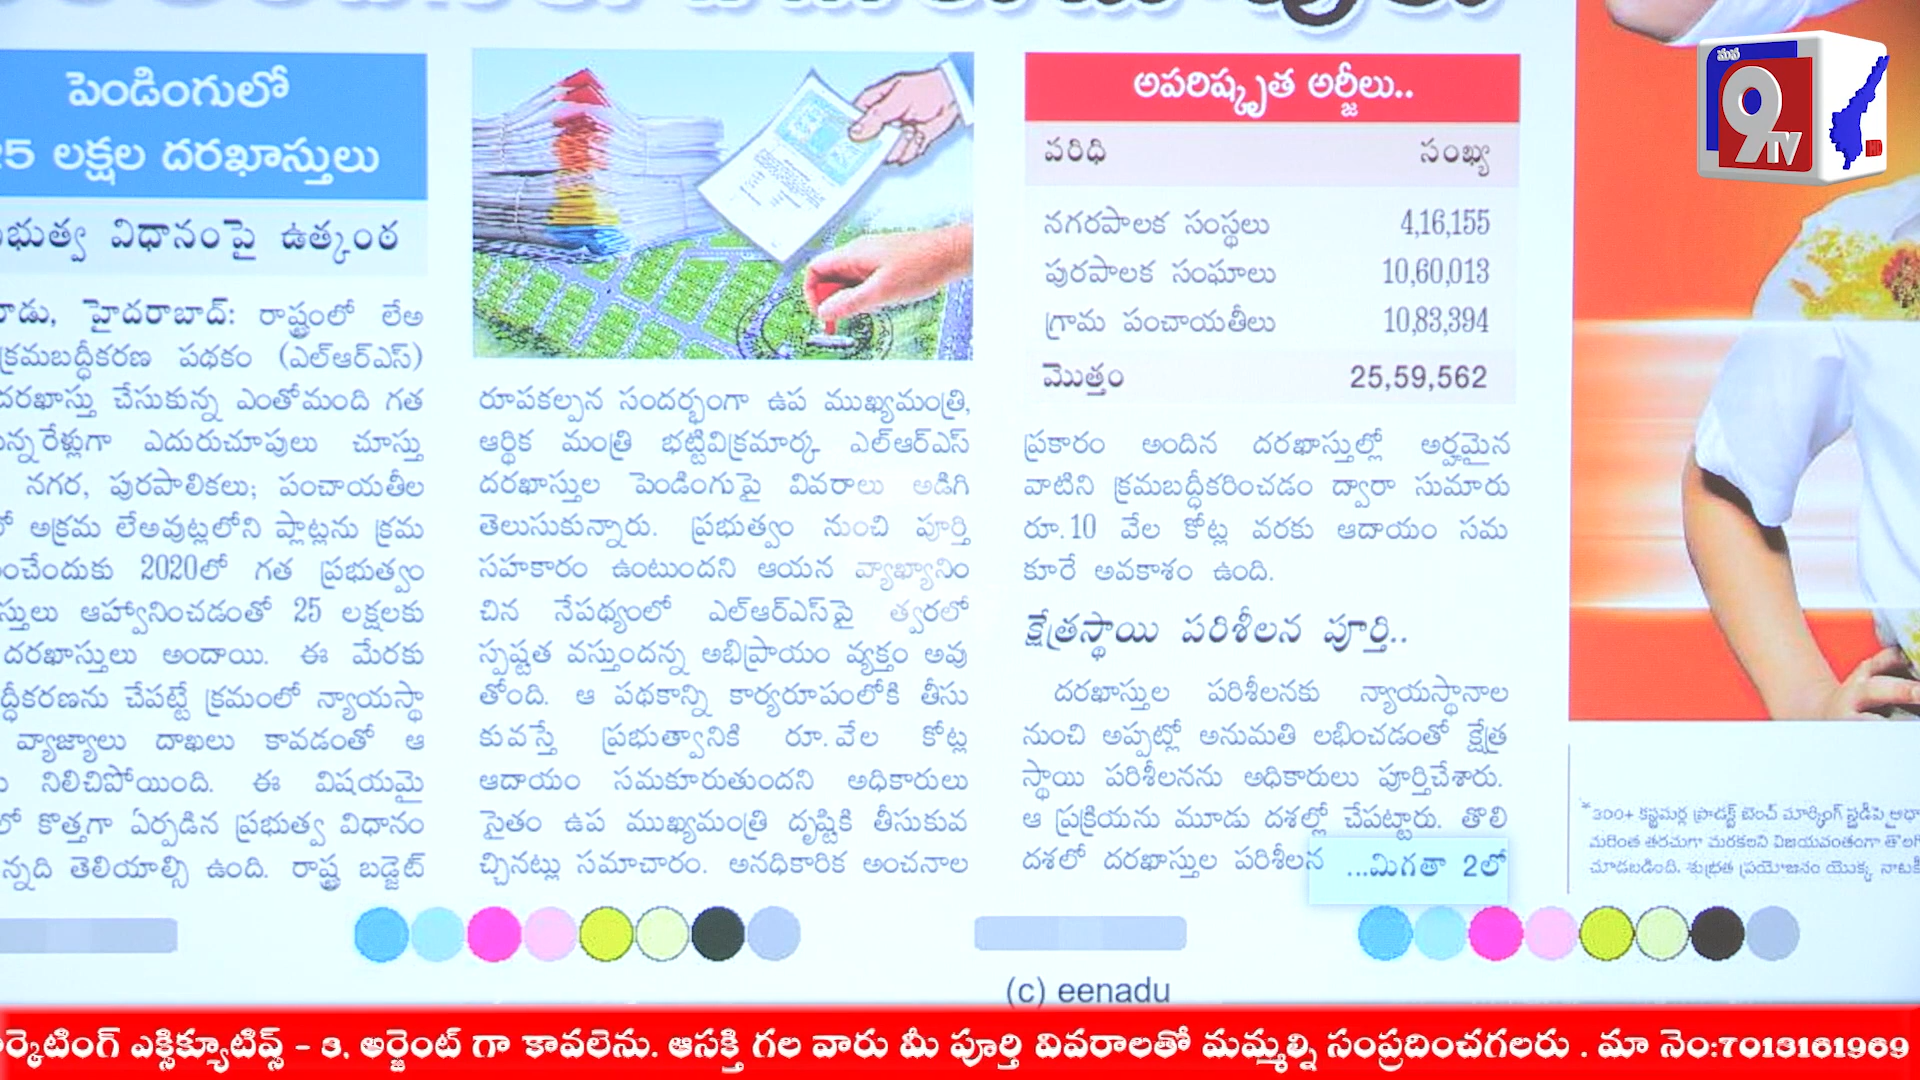 పెండింగులో
25 లక్షల దరఖాస్తులు
విధానంపై ఉత్కంఠ
హైదరాబాద్: రాష్ట్రంలో లేఅ
క్రమబద్ధీకరణ పథకం (ఎల్ఆర్ఎస్)
దరఖాస్తు చేసుకున్న ఎంతోమంది గత
ఎదురుచూపులు చూస్తు
నగర, పురపాలికలు; పంచాయతీల
అక్రమ లేఅవుట్లలోని ప్లాట్లను క్రమ
2020లో గత ప్రభుత్వం
ఆహ్వానించడంతో 25 లక్షలకు
దరఖాస్తులు అందాయి. ఈ మేరకు
చేపట్టే క్రమంలో న్యాయస్థా
వ్యాజ్యాలు దాఖలు కావడంతో ఆ
నిలిచిపోయింది. ఈ విషయమై
కొత్తగా ఏర్పడిన ప్రభుత్వ విధానం
తెలియాల్సి ఉంది. రాష్ట్ర బడ్జెట్
రూపకల్పన సందర్భంగా ఉప ముఖ్యమంత్రి,
ఆర్థిక మంత్రి భట్టివిక్రమార్క ఎల్ఆర్ఎస్
దరఖాస్తుల పెండింగుపై వివరాలు అడిగి
తెలుసుకున్నారు. ప్రభుత్వం నుంచి పూర్తి
సహకారం ఉంటుందని ఆయన వ్యాఖ్యానిం
చిన నేపథ్యంలో ఎల్ఆర్ఎస్‌పై త్వరలో
స్పష్టత వస్తుందన్న అభిప్రాయం వ్యక్తం అవు
తోంది. ఆ పథకాన్ని కార్యరూపంలోకి తీసు
కువస్తే ప్రభుత్వానికి రూ.వేల కోట్ల
ఆదాయం సమకూరుతుందని అధికారులు
సైతం ఉప ముఖ్యమంత్రి దృష్టికి తీసుకువ
చ్చినట్లు సమాచారం. అనధికారిక అంచనాల
అపరిష్కృత అర్జీలు..
పరిధి సంఖ్య
నగరపాలక సంస్థలు 4,16,155
పురపాలక సంఘాలు 10,60,013
గ్రామ పంచాయతీలు 10,83,394
మొత్తం 25,59,562
ప్రకారం అందిన దరఖాస్తుల్లో అర్హమైన
వాటిని క్రమబద్ధీకరించడం ద్వారా సుమారు
రూ.10 వేల కోట్ల వరకు ఆదాయం సమ
కూరే అవకాశం ఉంది.
క్షేత్రస్థాయి పరిశీలన పూర్తి..
దరఖాస్తుల పరిశీలనకు న్యాయస్థానాల
నుంచి అప్పట్లో అనుమతి లభించడంతో క్షేత్ర
స్థాయి పరిశీలనను అధికారులు పూర్తిచేశారు.
ఆ ప్రక్రియను మూడు దశల్లో చేపట్టారు. తొలి
దశలో దరఖాస్తుల పరిశీలన ...మిగతా 2లో
మన
9TV
HD
(c) eenadu
ఎక్సిక్యూటివ్స్ - 3, అర్జెంట్ గా కావలెను. ఆసక్తి గల వారు మీ పూర్తి వివరాలతో మమ్మల్ని సంప్రదించగలరు . మా నెం:7013161969